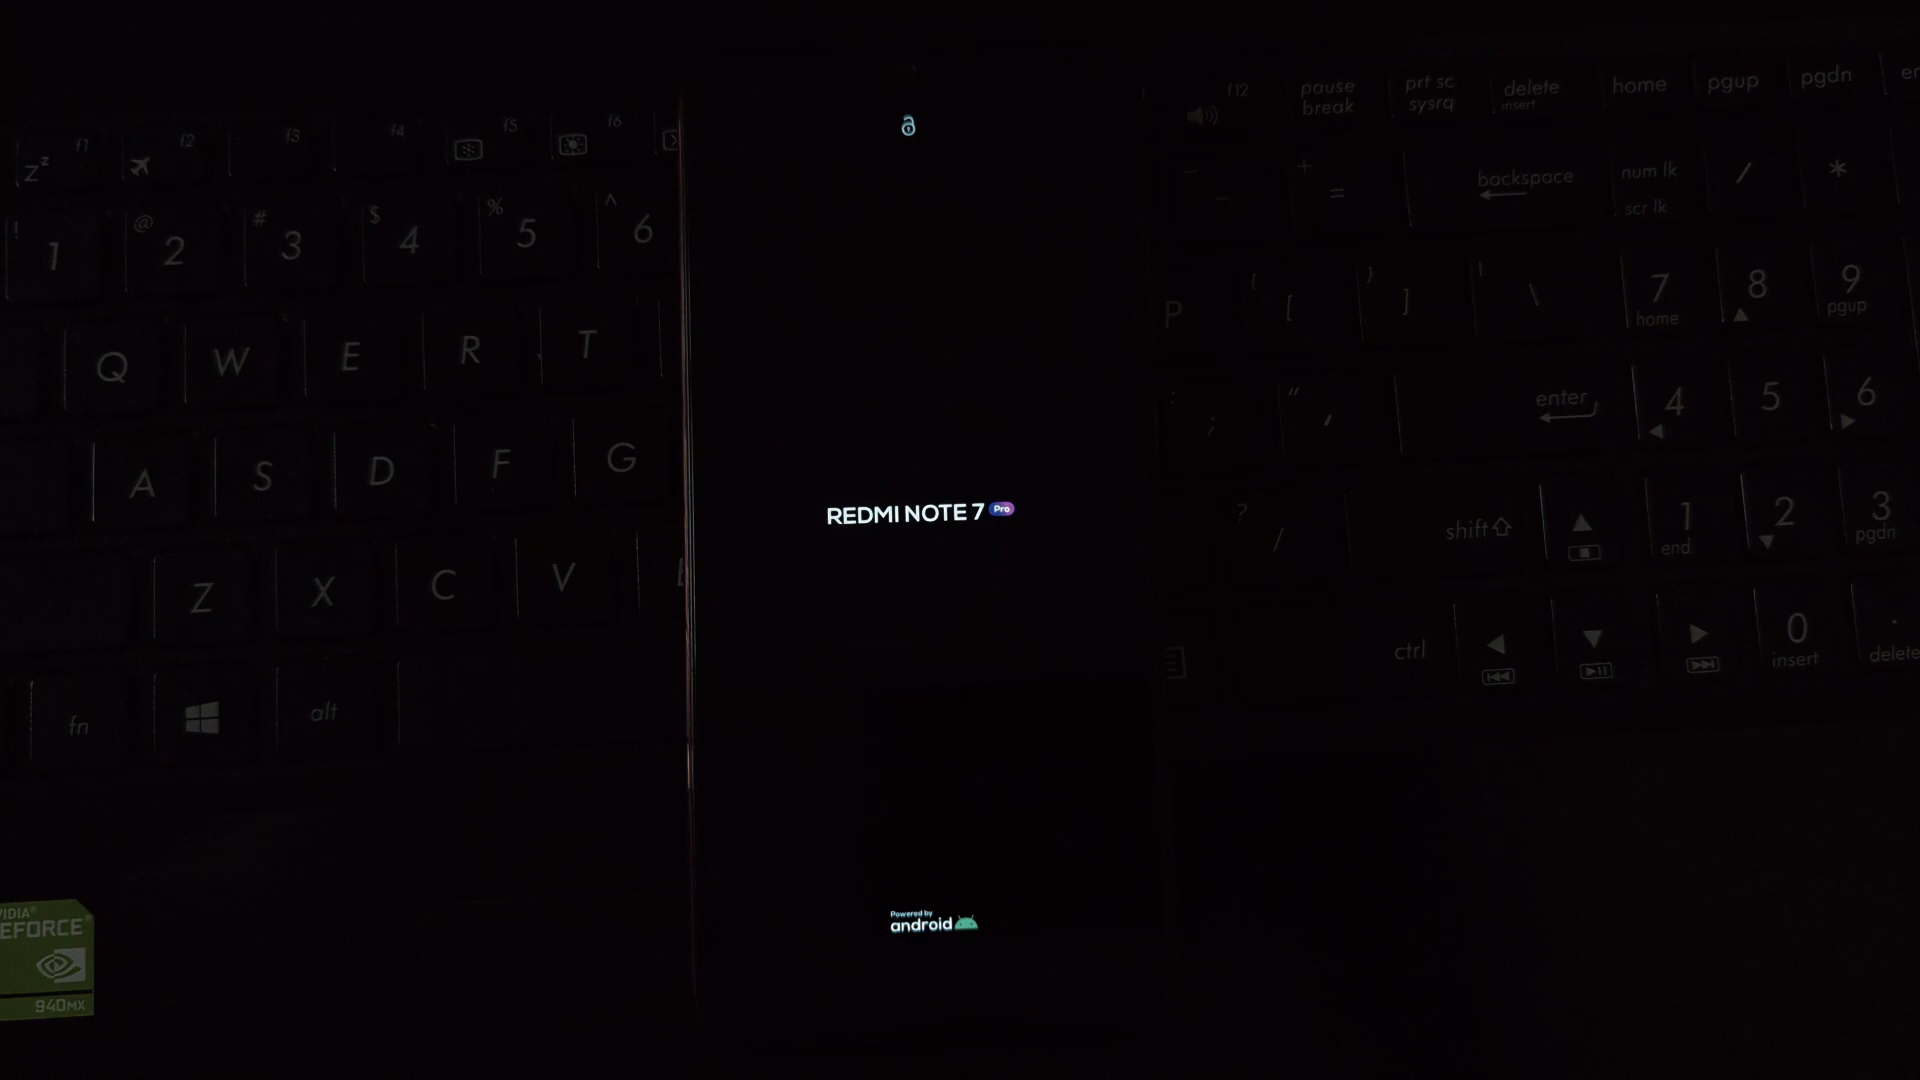 f1 f2 f3 f4 f5 f6
z z
! 1 @ 2 # 3 $ 4 % 5 ^ 6
Q W E R T
A S D F G
Z X C V
fn alt
REDMI NOTE 7 Pro
Powered by
android
f12 pause break prt sc sysrq delete insert home pgup pgdn
- + = backspace num lk scr lk / *
P { [ } ] | \ 7 home 8 9 pgup
: ; " ' enter 4 5 6
? / shift 1 end 2 3 pgdn
ctrl 0 insert . delete
EFORCE
940MX